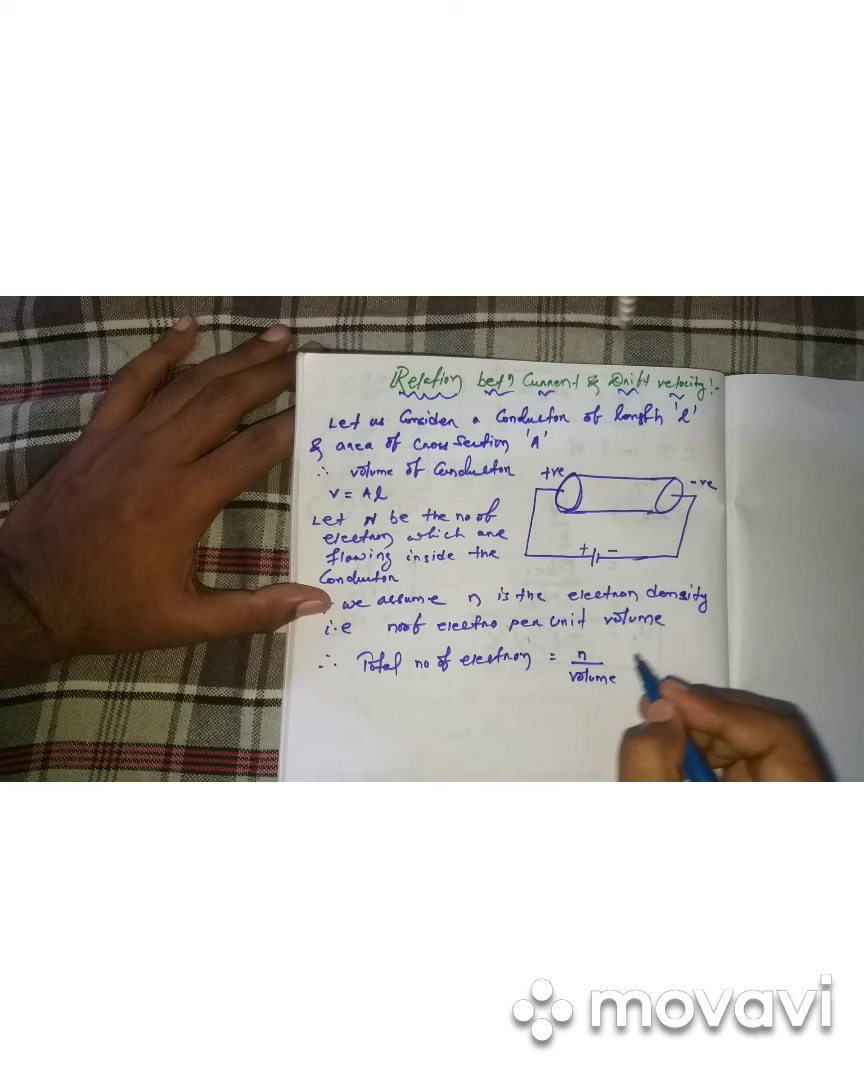 Relation betn Current & Drift velocity:-
Let us Consider a Conductor of length 'l'
& area of cross section 'A'
∴ volume of Conductor
V = Al
Let N be the no of
electron which are
flowing inside the
Conductor
+ve
-ve
+ -
we assume n is the electron density
i.e no of electro per unit volume
∴ Total no of electron = n
volume
movavi